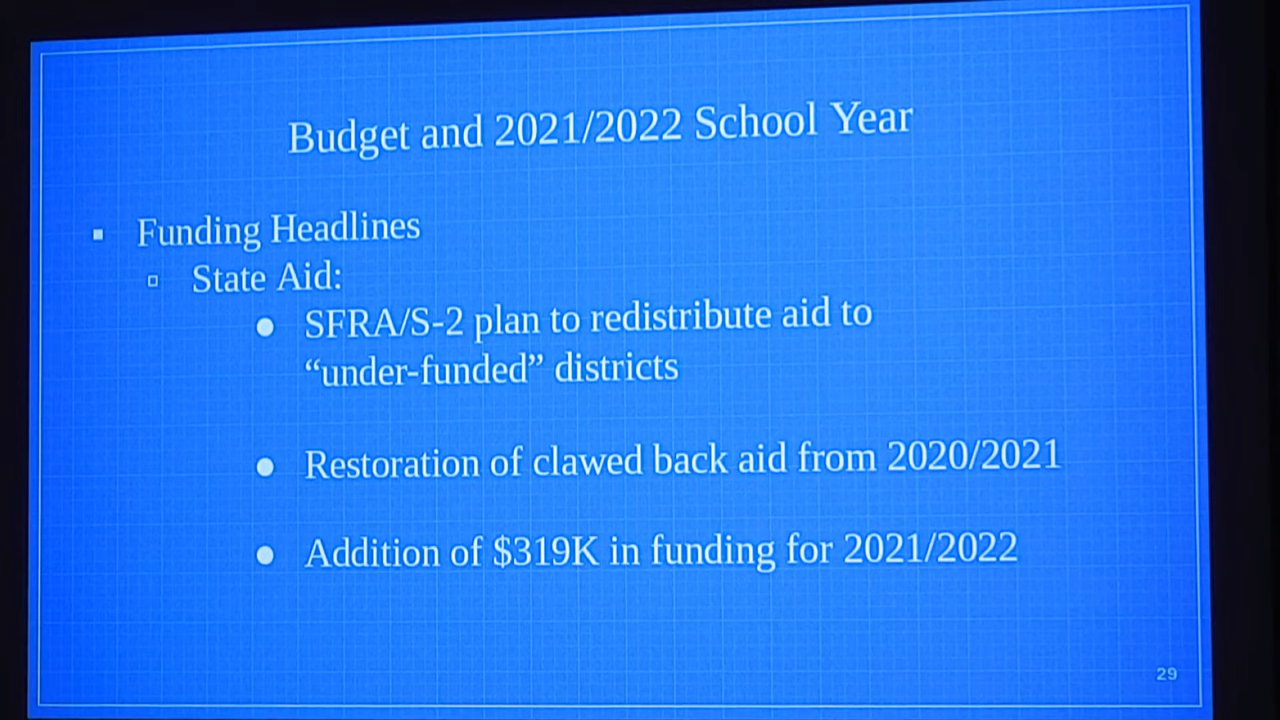 Budget and 2021/2022 School Year
▪ Funding Headlines
▫ State Aid:
● SFRA/S-2 plan to redistribute aid to
“under-funded” districts
● Restoration of clawed back aid from 2020/2021
● Addition of $319K in funding for 2021/2022
29